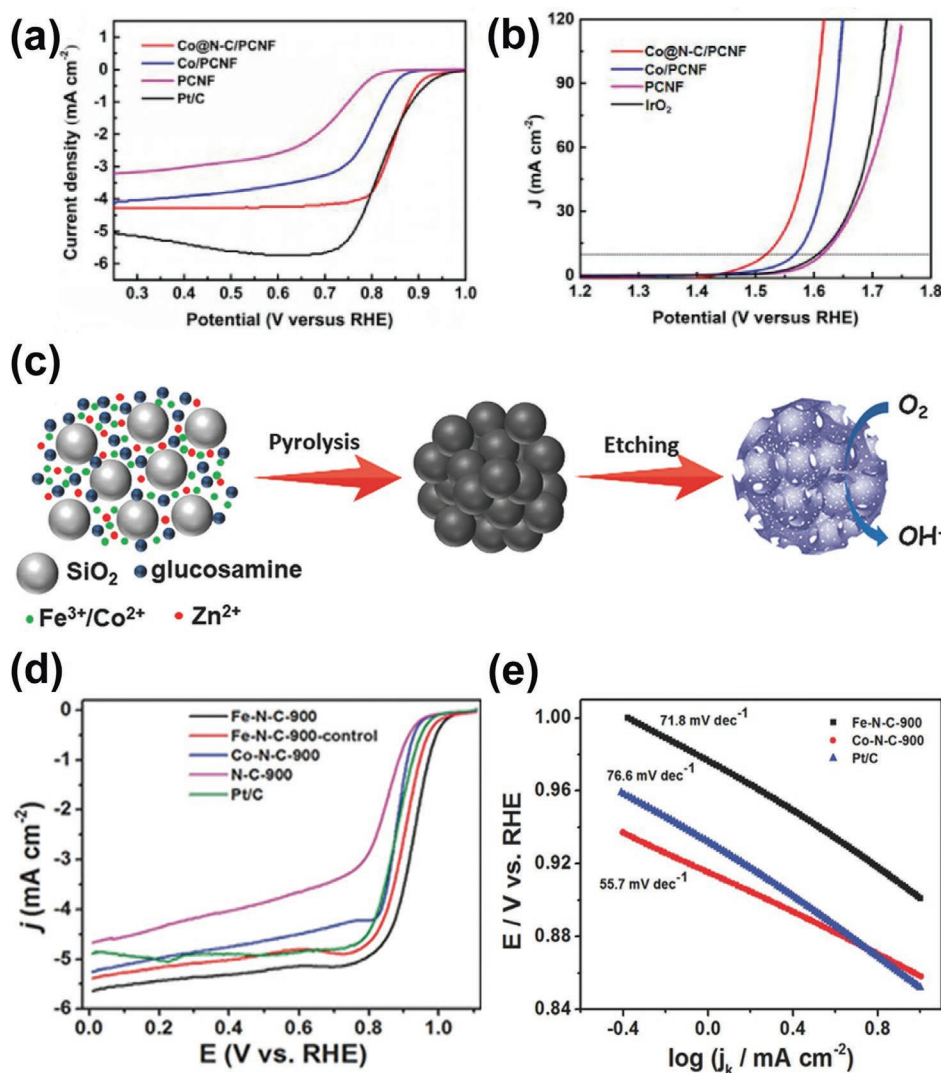 (a)
Current density (mA cm⁻²)
1
0
-1
-2
-3
-4
-5
-6
Co@N-C/PCNF
Co/PCNF
PCNF
Pt/C
0.3 0.4 0.5 0.6 0.7 0.8 0.9 1.0
Potential (V versus RHE)
(b)
J (mA cm⁻²)
120
90
60
30
0
Co@N-C/PCNF
Co/PCNF
PCNF
IrO₂
1.2 1.3 1.4 1.5 1.6 1.7 1.8
Potential (V versus RHE)
(c)
Pyrolysis
Etching
O₂
OH⁻
SiO₂ glucosamine
Fe³⁺/Co²⁺ Zn²⁺
(d)
j (mA cm⁻²)
0
-1
-2
-3
-4
-5
-6
Fe-N-C-900
Fe-N-C-900-control
Co-N-C-900
N-C-900
Pt/C
0.0 0.2 0.4 0.6 0.8 1.0
E (V vs. RHE)
(e)
E / V vs. RHE
1.00
0.96
0.92
0.88
0.84
71.8 mV dec⁻¹
76.6 mV dec⁻¹
55.7 mV dec⁻¹
Fe-N-C-900
Co-N-C-900
Pt/C
-0.4 0.0 0.4 0.8
log (jₖ / mA cm⁻²)